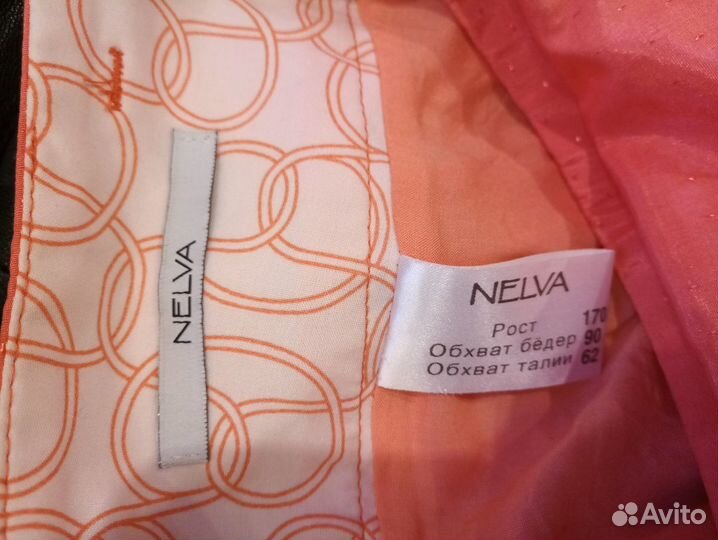 NELVA
NELVA
Рост 170
Обхват бёдер 90
Обхват талии 62
Avito